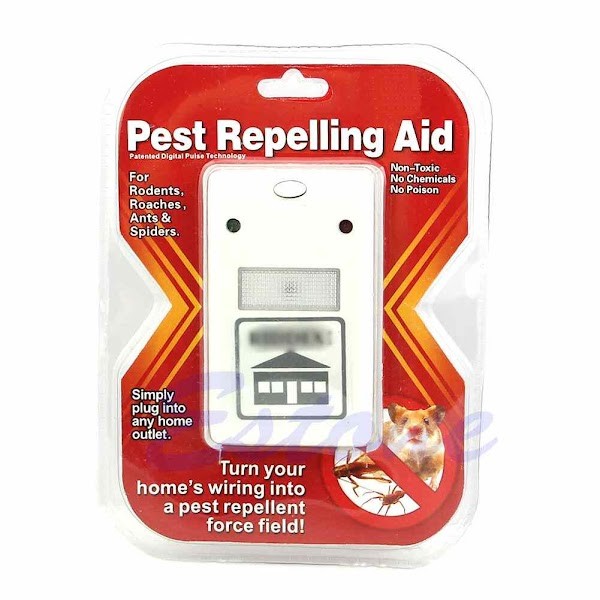 Pest Repelling Aid
Patented Digital Pulse Technology
For
Rodents,
Roaches,
Ants &
Spiders.
Non-Toxic
No Chemicals
No Poison
Simply
plug into
any home
outlet.
Estone
Turn your
home's wiring into
a pest repellent
force field!